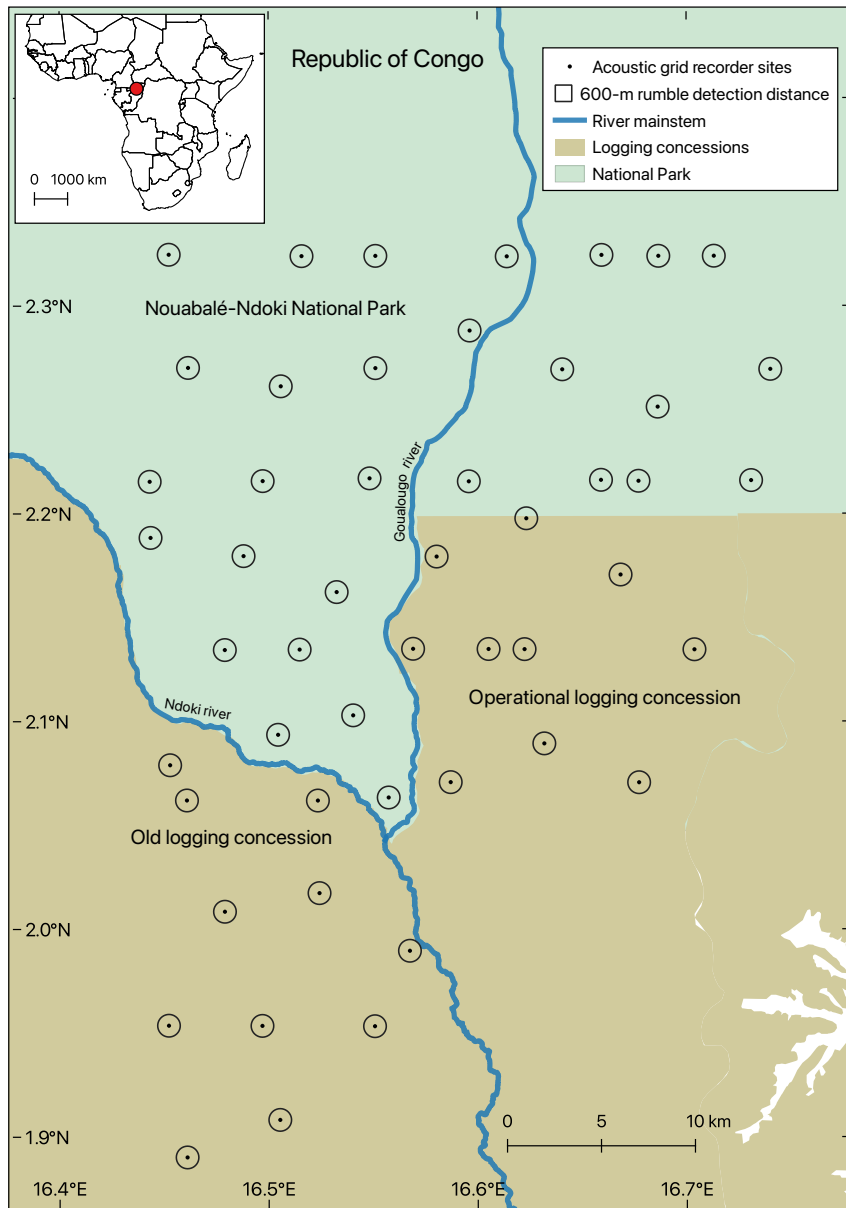 Republic of Congo
0 1000 km
Acoustic grid recorder sites
600-m rumble detection distance
River mainstem
Logging concessions
National Park
2.3°N
Nouabalé-Ndoki National Park
Goualougo river
2.2°N
Ndoki river
Operational logging concession
2.1°N
Old logging concession
2.0°N
0 5 10 km
1.9°N
16.4°E 16.5°E 16.6°E 16.7°E